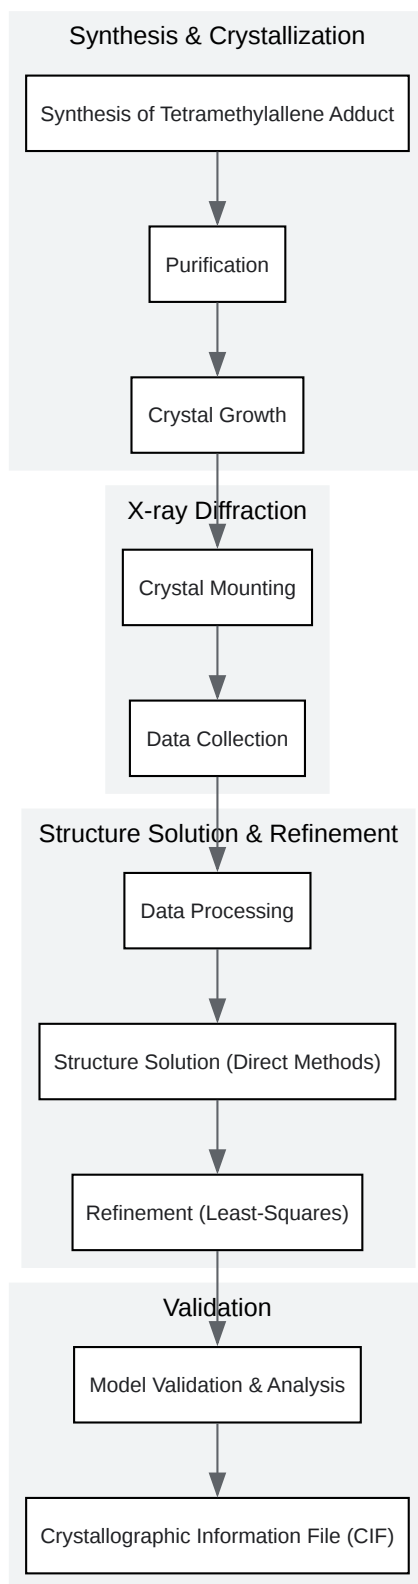 Synthesis & Crystallization
Synthesis of Tetramethylallene Adduct
Purification
Crystal Growth
X-ray Diffraction
Crystal Mounting
Data Collection
Structure Solution & Refinement
Data Processing
Structure Solution (Direct Methods)
Refinement (Least-Squares)
Validation
Model Validation & Analysis
Crystallographic Information File (CIF)